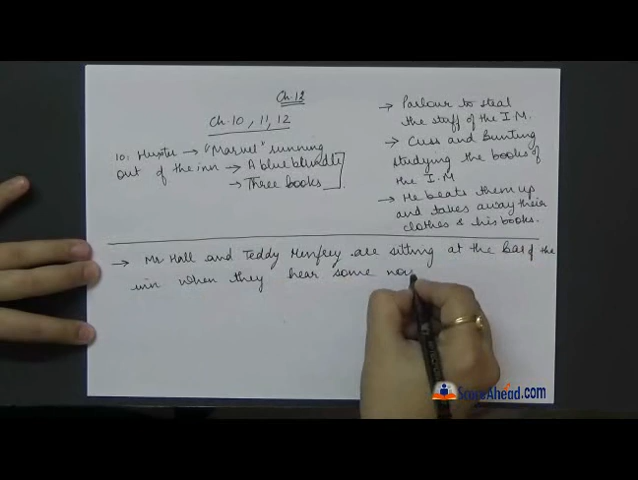 Ch. 12
Ch. 10, 11, 12
10, Huxter → "Marvel" running
out of the inn → A blue bundle
→ Three books
→ Parlour to steal
the stuff of the I.M.
→ Cuss and Bunting
studying the books of
the I.M
→ He beats them up
and takes away their
clothes & his books.
→ Mr Hall and Teddy Henfrey are sitting at the bar of the
inn when they hear some
ScoreAhead.com